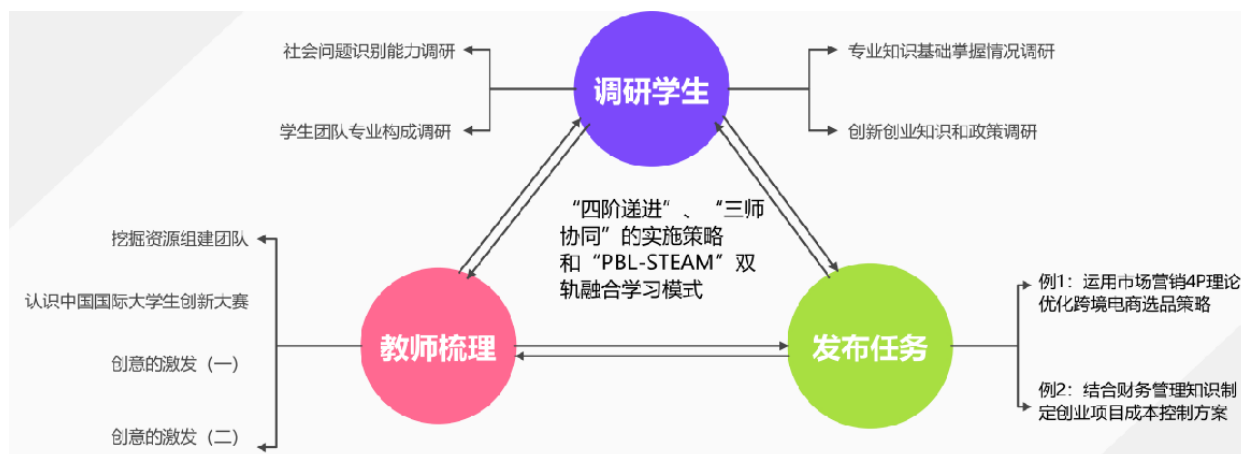 社会问题识别能力调研
学生团队专业构成调研
调研学生
专业知识基础掌握情况调研
创新创业知识和政策调研
“四阶递进”、“三师
协同”的实施策略
和“PBL-STEAM”双
轨融合学习模式
挖掘资源组建团队
认识中国国际大学生创新大赛
创意的激发（一）
创意的激发（二）
教师梳理
发布任务
例1：运用市场营销4P理论
优化跨境电商选品策略
例2：结合财务管理知识制
定创业项目成本控制方案